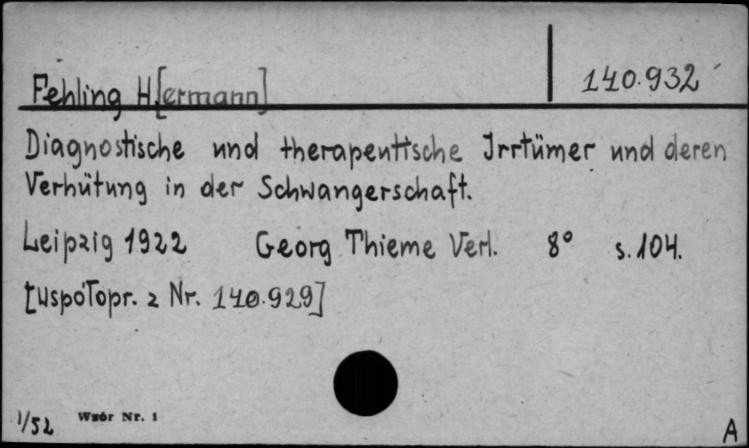 Fehling H[ermann] 140.932
Diagnostische und therapeutische Irrtümer und deren
Verhütung in der Schwangerschaft.
Leipzig 1922 Georg Thieme Verl. 8° s. 104.
[Współopr. z Nr. 140.929]
1/52 Wzór Nr. 1 A